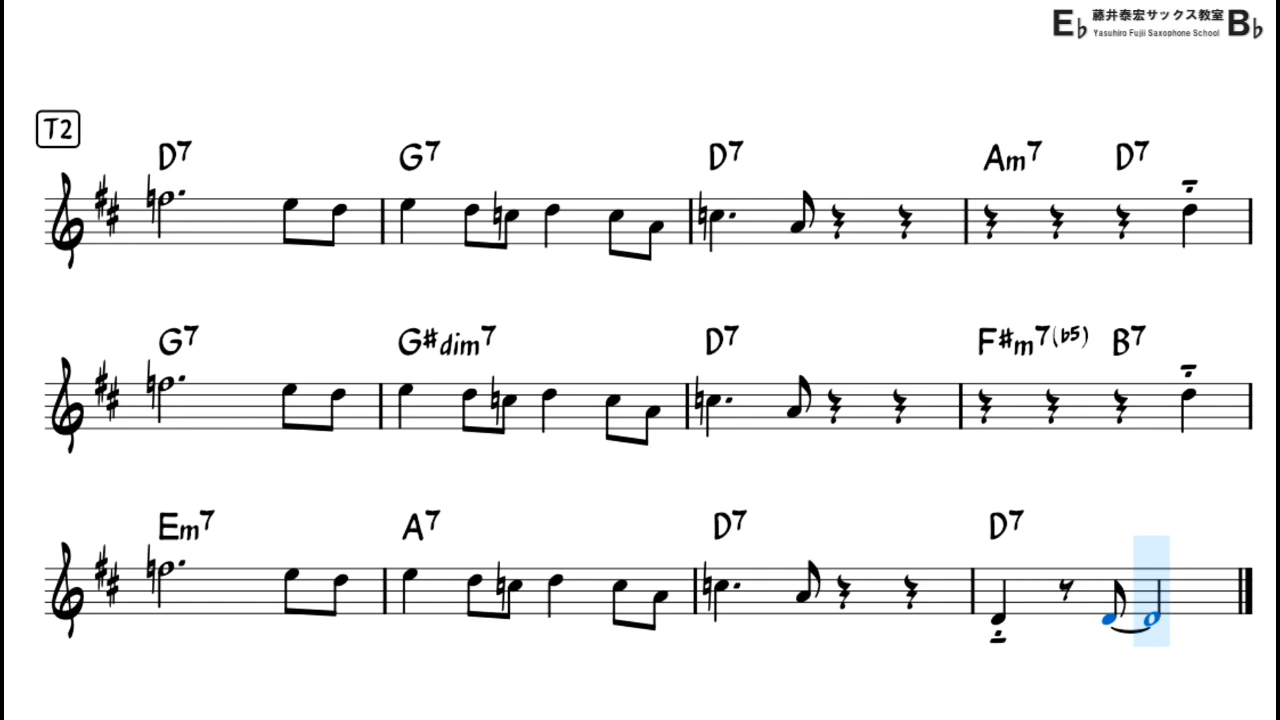 E♭ 藤井泰宏サックス教室 B♭
Yasuhiro Fujii Saxophone School
T2
D7 G7 D7 Am7 D7
G7 G#dim7 D7 F#m7(♭5) B7
Em7 A7 D7 D7